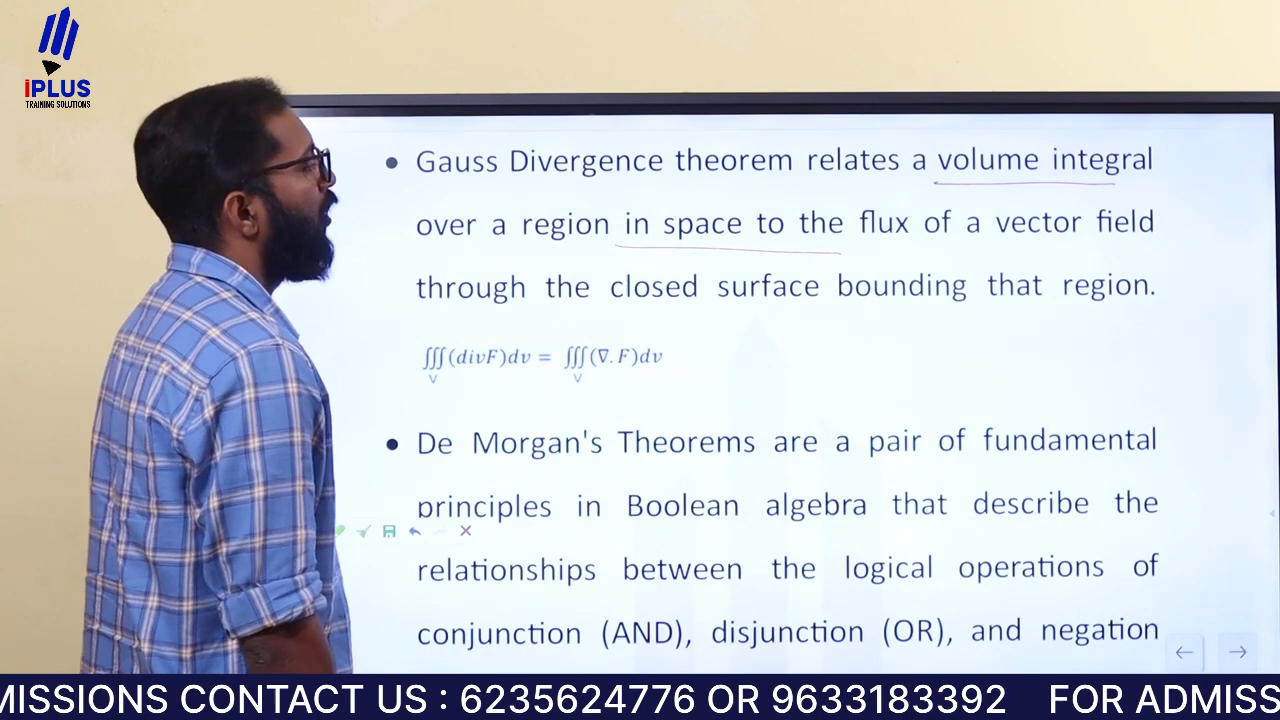 iPLUS
TRAINING SOLUTIONS
• Gauss Divergence theorem relates a volume integral
over a region in space to the flux of a vector field
through the closed surface bounding that region.
∭(divF)dv = ∭(∇.F)dv
V V
• De Morgan's Theorems are a pair of fundamental
principles in Boolean algebra that describe the
relationships between the logical operations of
conjunction (AND), disjunction (OR), and negation
MISSIONS CONTACT US : 6235624776 OR 9633183392 FOR ADMISS